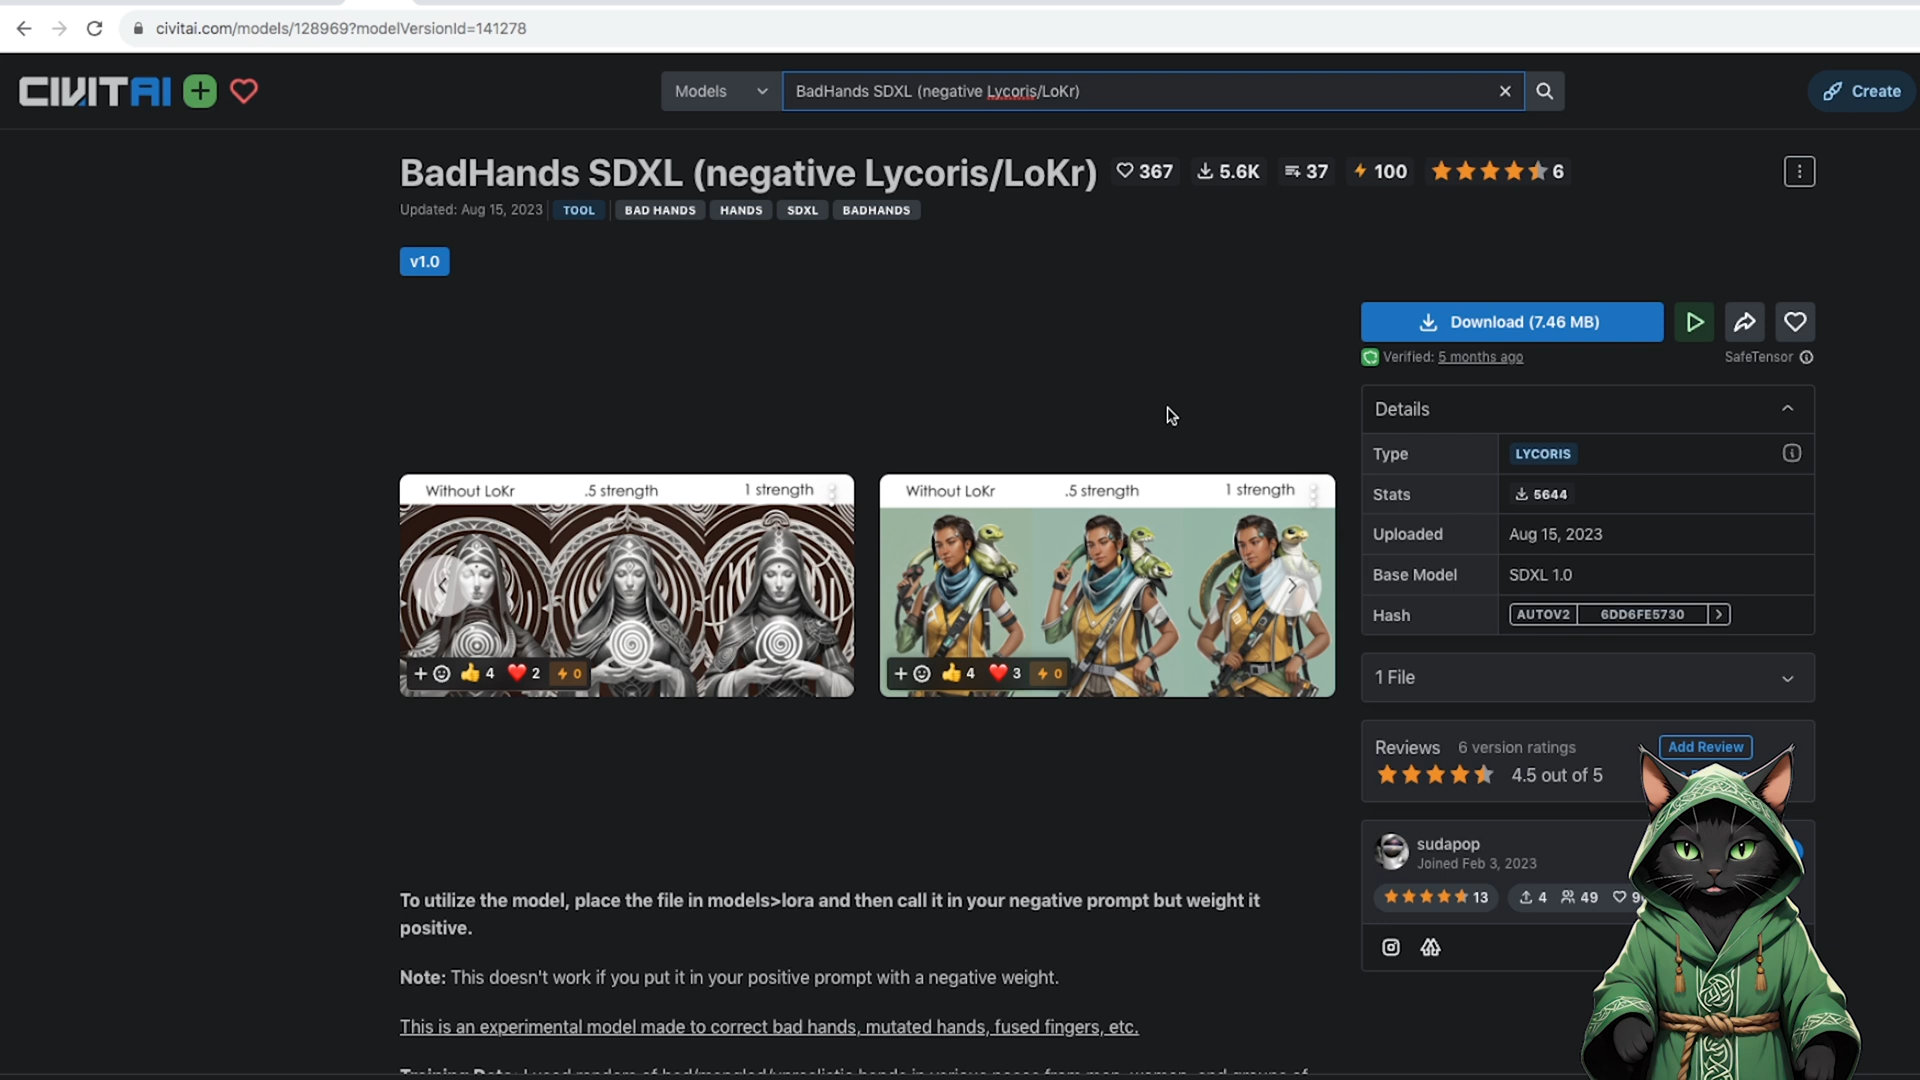 civitai.com/models/128969?modelVersionId=141278
CIVITAI
Models
BadHands SDXL (negative Lycoris/LoKr)
Create
BadHands SDXL (negative Lycoris/LoKr)
367
5.6K
37
100
6
Updated: Aug 15, 2023
TOOL
BAD HANDS
HANDS
SDXL
BADHANDS
v1.0
Download (7.46 MB)
Verified: 5 months ago
SafeTensor
Details
Type
LYCORIS
Stats
5644
Uploaded
Aug 15, 2023
Base Model
SDXL 1.0
Hash
AUTOV2
6DD6FE5730
Without LoKr
.5 strength
1 strength
4
2
0
Without LoKr
.5 strength
1 strength
4
3
0
1 File
Reviews
6 version ratings
Add Review
4.5 out of 5
sudapop
Joined Feb 3, 2023
13
4
49
To utilize the model, place the file in models>lora and then call it in your negative prompt but weight it
positive.
Note: This doesn't work if you put it in your positive prompt with a negative weight.
This is an experimental model made to correct bad hands, mutated hands, fused fingers, etc.